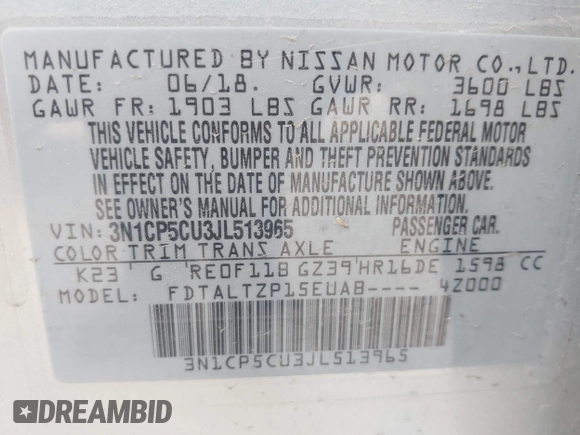 MANUFACTURED BY NISSAN MOTOR CO., LTD.
DATE: 06/18. GVWR: 3600 LBS
GAWR FR: 1903 LBS GAWR RR: 1698 LBS
THIS VEHICLE CONFORMS TO ALL APPLICABLE FEDERAL MOTOR
VEHICLE SAFETY, BUMPER AND THEFT PREVENTION STANDARDS
IN EFFECT ON THE DATE OF MANUFACTURE SHOWN ABOVE.
SEE OWNER'S MANUAL FOR ADDITIONAL INFORMATION.
VIN: 3N1CP5CU3JL513965 PASSENGER CAR.
COLOR TRIM TRANS AXLE ENGINE
K23 G RE0F11B GZ39 HR16DE 1598 CC
MODEL: FDTALTZP15EUAB---- 4Z000
3N1CP5CU3JL513965
DREAMBID